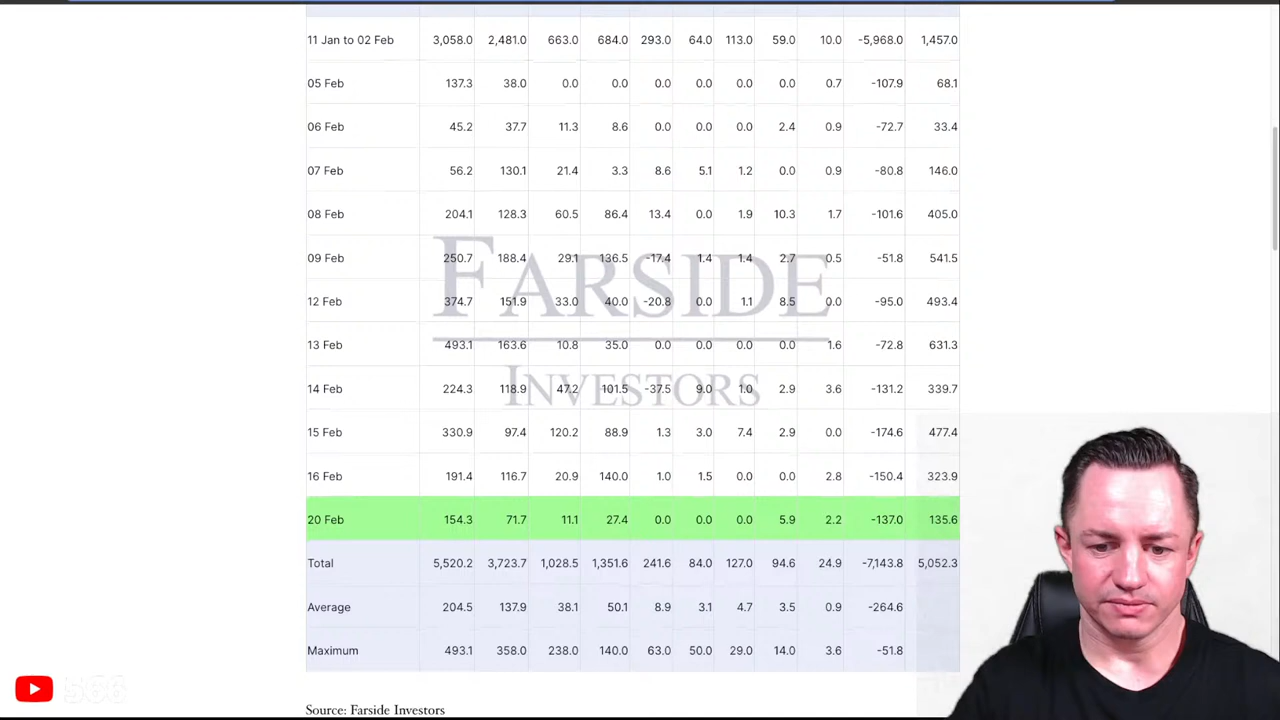 11 Jan to 02 Feb 3,058.0 2,481.0 663.0 684.0 293.0 64.0 113.0 59.0 10.0 -5,968.0 1,457.0
05 Feb 137.3 38.0 0.0 0.0 0.0 0.0 0.0 0.0 0.7 -107.9 68.1
06 Feb 45.2 37.7 11.3 8.6 0.0 0.0 0.0 2.4 0.9 -72.7 33.4
07 Feb 56.2 130.1 21.4 3.3 8.6 5.1 1.2 0.0 0.9 -80.8 146.0
08 Feb 204.1 128.3 60.5 86.4 13.4 0.0 1.9 10.3 1.7 -101.6 405.0
09 Feb 250.7 188.4 29.1 136.5 -17.4 1.4 1.4 2.7 0.5 -51.8 541.5
FARSIDE
12 Feb 374.7 151.9 33.0 40.0 -20.8 0.0 1.1 8.5 0.0 -95.0 493.4
13 Feb 493.1 163.6 10.8 35.0 0.0 0.0 0.0 0.0 1.6 -72.8 631.3
14 Feb 224.3 118.9 47.2 101.5 -37.5 9.0 1.0 2.9 3.6 -131.2 339.7
INVESTORS
15 Feb 330.9 97.4 120.2 88.9 1.3 3.0 7.4 2.9 0.0 -174.6 477.4
16 Feb 191.4 116.7 20.9 140.0 1.0 1.5 0.0 0.0 2.8 -150.4 323.9
20 Feb 154.3 71.7 11.1 27.4 0.0 0.0 0.0 5.9 2.2 -137.0 135.6
Total 5,520.2 3,723.7 1,028.5 1,351.6 241.6 84.0 127.0 94.6 24.9 -7,143.8 5,052.3
Average 204.5 137.9 38.1 50.1 8.9 3.1 4.7 3.5 0.9 -264.6
Maximum 493.1 358.0 238.0 140.0 63.0 50.0 29.0 14.0 3.6 -51.8
Source: Farside Investors